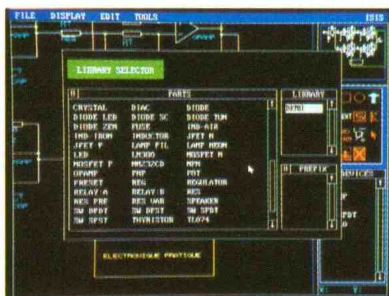 FILE DISPLAY EDIT TOOLS ISIS
LIBRARY SELECTOR
PARTS
LIBRARY
CRYSTAL DIAC DIODE
DIODE LED DIODE SC DIODE TUN
DIODE ZEN FUSE IND-AIR
IND-IRON INDUCTOR JFET N
JFET P LAMP FIL LAMP NEON
LED LM380 MOSFET N
MOSFET P NPN
OPAMP PNP POT
PRESET REG REGULATOR
RELAY-A RELAY-B RES
RES PRE RES VAR SPEAKER
SW DPDT SW DPST SW SPDT
SW SPST THYRISTOR TL074
PREFIX
DEVICES
ELECTRONIQUE PRATIQUE
X: Y: